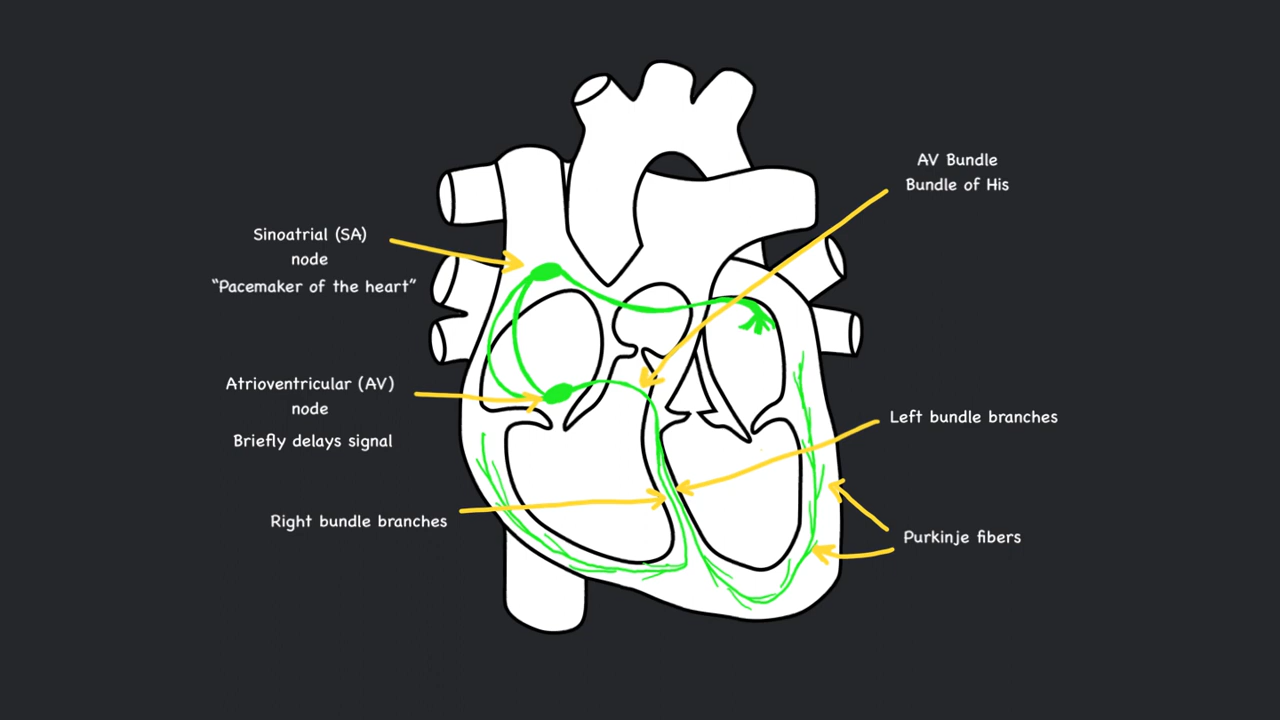 AV Bundle
Bundle of His
Sinoatrial (SA)
node
“Pacemaker of the heart”
Atrioventricular (AV)
node
Briefly delays signal
Left bundle branches
Right bundle branches
Purkinje fibers